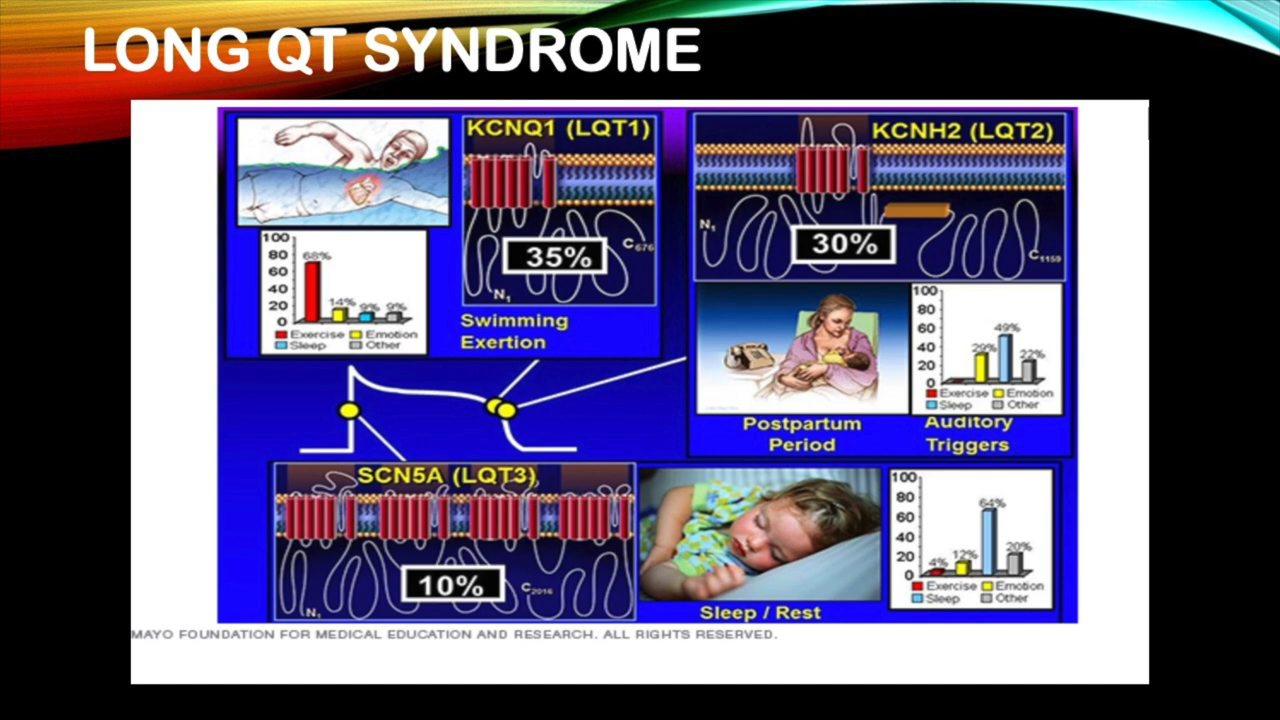 LONG QT SYNDROME
KCNQ1 (LQT1)
35%
C676
N1
Swimming
Exertion
100
80
60
40
20
0
68%
14%
9%
9%
Exercise
Emotion
Sleep
Other
KCNH2 (LQT2)
N1
30%
C1159
Postpartum
Period
100
80
60
40
20
0
29%
49%
22%
Exercise
Emotion
Sleep
Other
Auditory
Triggers
SCN5A (LQT3)
10%
C2016
N1
Sleep / Rest
100
80
60
40
20
0
4%
12%
64%
20%
Exercise
Emotion
Sleep
Other
MAYO FOUNDATION FOR MEDICAL EDUCATION AND RESEARCH. ALL RIGHTS RESERVED.